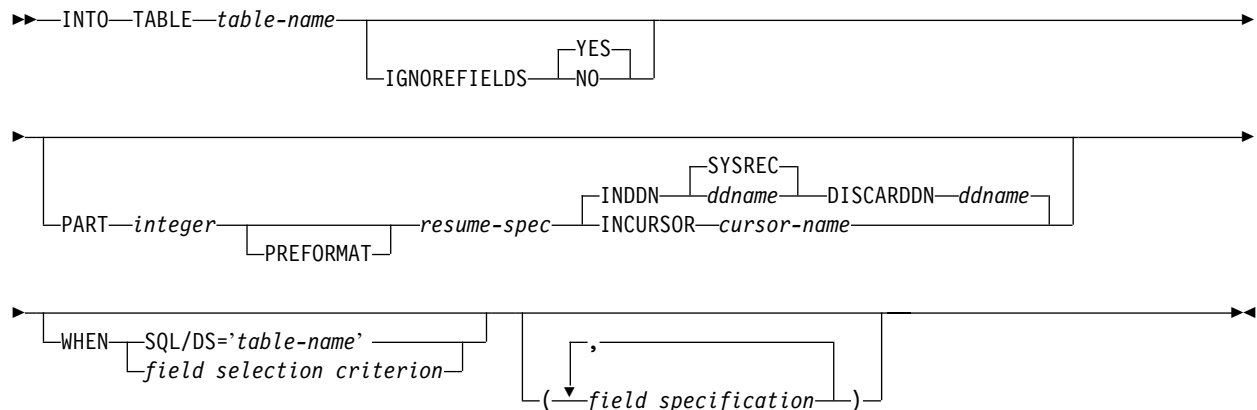 INTO TABLE table-name
YES
IGNOREFIELDS NO
SYSREC
INDDN ddname DISCARDDN ddname
PART integer resume-spec INCURSOR cursor-name
PREFORMAT
WHEN SQL/DS='table-name'
field selection criterion
,
( field specification )